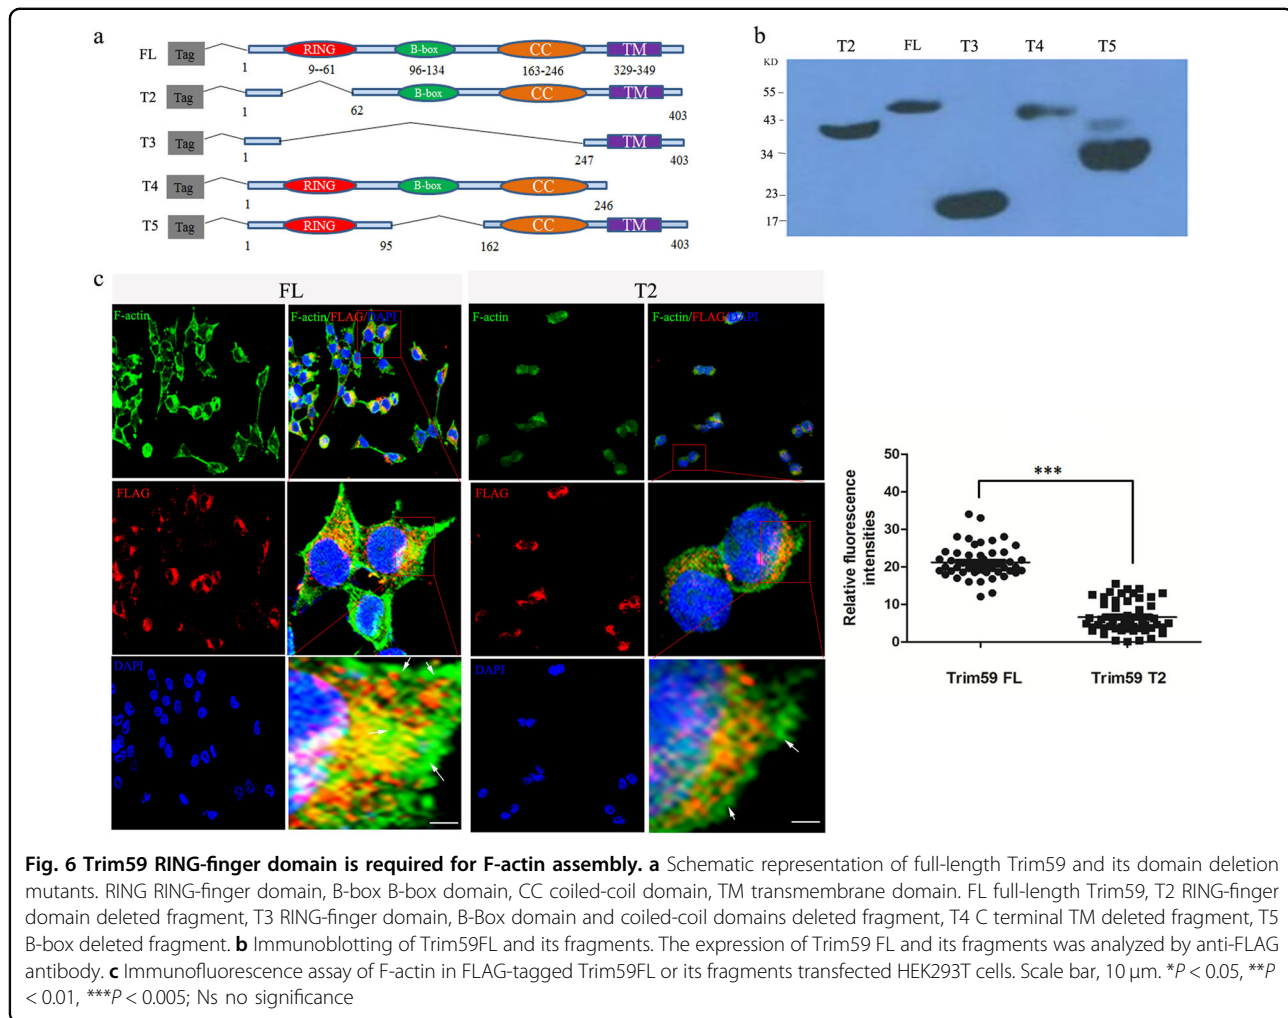 a
FL Tag RING B-box CC TM
1 9--61 96-134 163-246 329-349
T2 Tag B-box CC TM
1 62 403
T3 Tag TM
1 247 403
T4 Tag RING B-box CC
1 246
T5 Tag RING CC TM
1 95 162 403
b
T2 FL T3 T4 T5
KD
55
43
34
23
17
c
FL T2
F-actin F-actin/FLAG/DAPI F-actin F-actin/FLAG/DAPI
FLAG FLAG
DAPI DAPI
Relative fluorescence
intensities
50
40
30
20
10
0
***
Trim59 FL Trim59 T2
Fig. 6 Trim59 RING-finger domain is required for F-actin assembly. a Schematic representation of full-length Trim59 and its domain deletion
mutants. RING RING-finger domain, B-box B-box domain, CC coiled-coil domain, TM transmembrane domain. FL full-length Trim59, T2 RING-finger
domain deleted fragment, T3 RING-finger domain, B-Box domain and coiled-coil domains deleted fragment, T4 C terminal TM deleted fragment, T5
B-box deleted fragment. b Immunoblotting of Trim59FL and its fragments. The expression of Trim59 FL and its fragments was analyzed by anti-FLAG
antibody. c Immunofluorescence assay of F-actin in FLAG-tagged Trim59FL or its fragments transfected HEK293T cells. Scale bar, 10 μm. *P < 0.05, **P
< 0.01, ***P < 0.005; Ns no significance